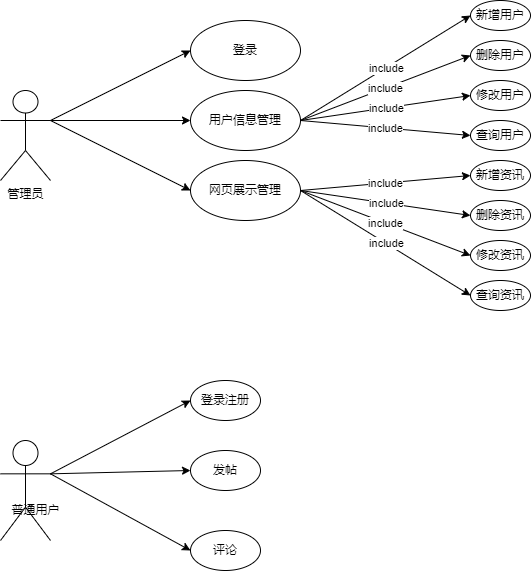 新增用户
登录
删除用户
include
include
修改用户
include
用户信息管理
include
查询用户
管理员
网页展示管理
include
新增资讯
include
删除资讯
include
include
修改资讯
查询资讯
登录注册
发帖
普通用户
评论